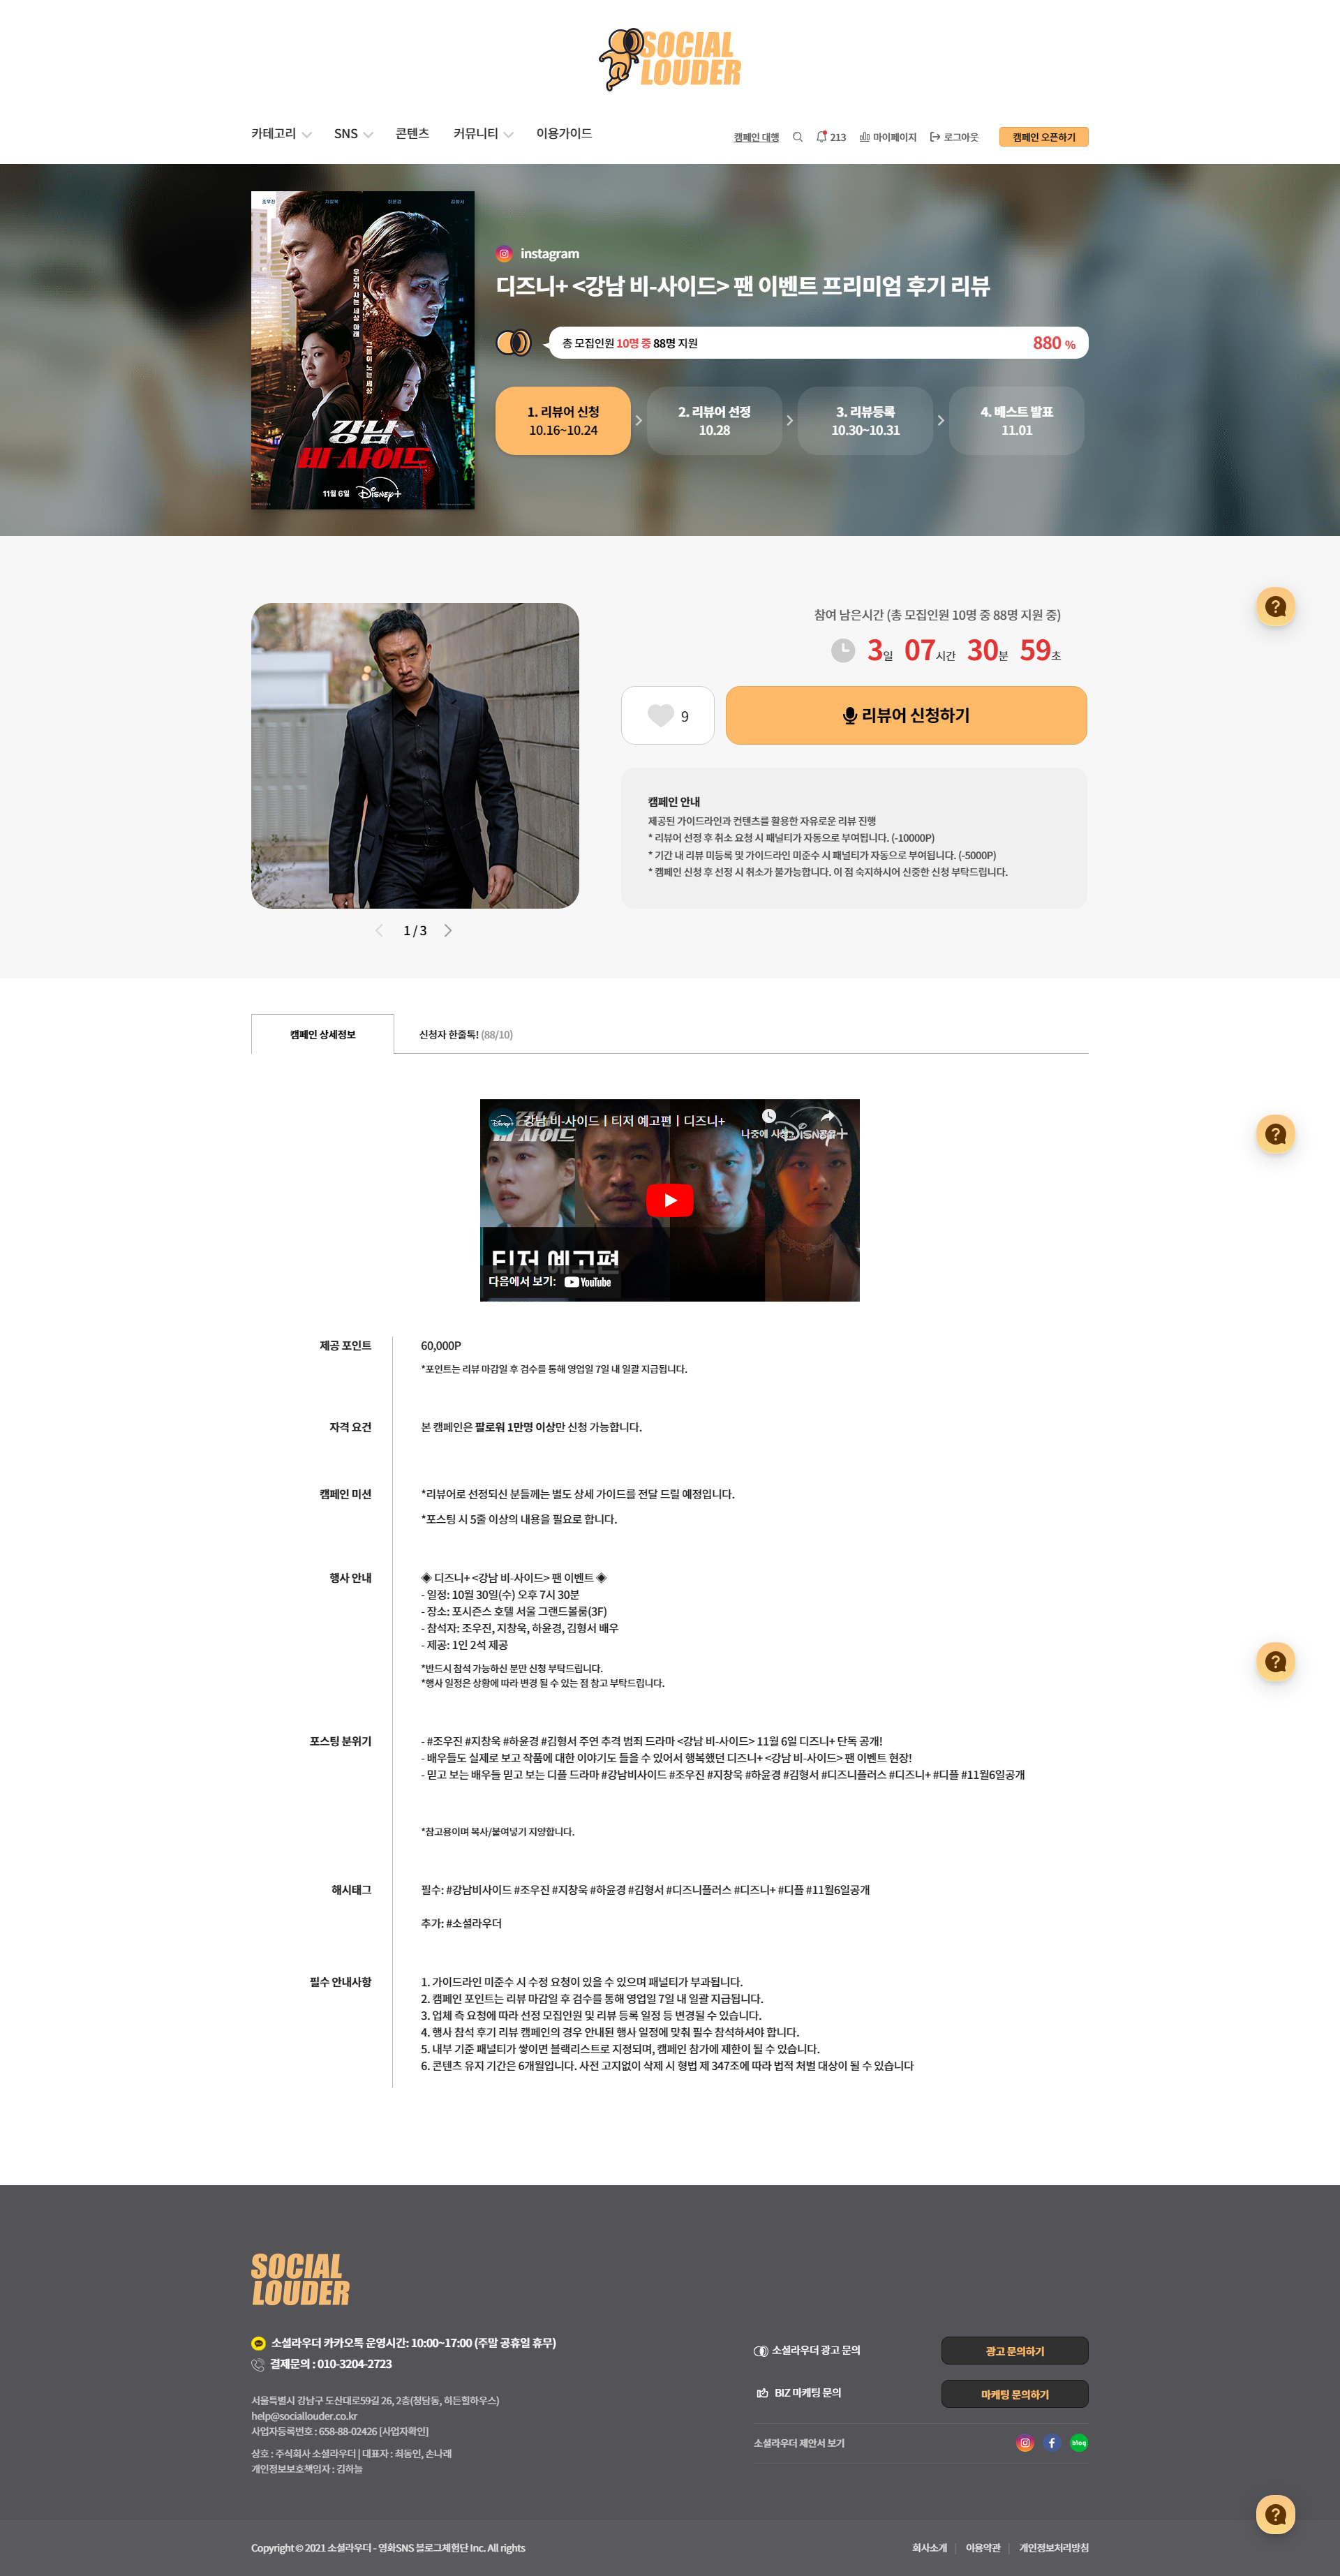 SOCIAL
LOUDER
카테고리 SNS 콘텐츠 커뮤니티 이용가이드
캠페인 대행 213 마이페이지 로그아웃 캠페인 오픈하기
조우진 지창욱 하윤경 김형서
우리가 사는 세상 아래
그들이 노는 세상
강남
비-사이드
11월 6일 Disney+
instagram
디즈니+ <강남 비-사이드> 팬 이벤트 프리미엄 후기 리뷰
총 모집인원 10명 중 88명 지원 880 %
1. 리뷰어 신청
10.16~10.24
2. 리뷰어 선정
10.28
3. 리뷰등록
10.30~10.31
4. 베스트 발표
11.01
참여 남은시간 (총 모집인원 10명 중 88명 지원 중)
3일 07시간 30분 59초
9
리뷰어 신청하기
캠페인 안내
제공된 가이드라인과 컨텐츠를 활용한 자유로운 리뷰 진행
* 리뷰어 선정 후 취소 요청 시 패널티가 자동으로 부여됩니다. (-10000P)
* 기간 내 리뷰 미등록 및 가이드라인 미준수 시 패널티가 자동으로 부여됩니다. (-5000P)
* 캠페인 신청 후 선정 시 취소가 불가능합니다. 이 점 숙지하시어 신중한 신청 부탁드립니다.
1 / 3
캠페인 상세정보 신청자 한줄톡! (88/10)
강남 비-사이드ㅣ티저 예고편ㅣ디즈니+
나중에 시청... 공유
Disney+
티저 예고편
다음에서 보기: YouTube
제공 포인트 60,000P
*포인트는 리뷰 마감일 후 검수를 통해 영업일 7일 내 일괄 지급됩니다.
자격 요건 본 캠페인은 팔로워 1만명 이상만 신청 가능합니다.
캠페인 미션 *리뷰어로 선정되신 분들께는 별도 상세 가이드를 전달 드릴 예정입니다.
*포스팅 시 5줄 이상의 내용을 필요로 합니다.
행사 안내 ◈ 디즈니+ <강남 비-사이드> 팬 이벤트 ◈
- 일정: 10월 30일(수) 오후 7시 30분
- 장소: 포시즌스 호텔 서울 그랜드볼룸(3F)
- 참석자: 조우진, 지창욱, 하윤경, 김형서 배우
- 제공: 1인 2석 제공
*반드시 참석 가능하신 분만 신청 부탁드립니다.
*행사 일정은 상황에 따라 변경 될 수 있는 점 참고 부탁드립니다.
포스팅 분위기 - #조우진 #지창욱 #하윤경 #김형서 주연 추격 범죄 드라마 <강남 비-사이드> 11월 6일 디즈니+ 단독 공개!
- 배우들도 실제로 보고 작품에 대한 이야기도 들을 수 있어서 행복했던 디즈니+ <강남 비-사이드> 팬 이벤트 현장!
- 믿고 보는 배우들 믿고 보는 디플 드라마 #강남비사이드 #조우진 #지창욱 #하윤경 #김형서 #디즈니플러스 #디즈니+ #디플 #11월6일공개
*참고용이며 복사/붙여넣기 지양합니다.
해시태그 필수: #강남비사이드 #조우진 #지창욱 #하윤경 #김형서 #디즈니플러스 #디즈니+ #디플 #11월6일공개
추가: #소셜라우더
필수 안내사항 1. 가이드라인 미준수 시 수정 요청이 있을 수 있으며 패널티가 부과됩니다.
2. 캠페인 포인트는 리뷰 마감일 후 검수를 통해 영업일 7일 내 일괄 지급됩니다.
3. 업체 측 요청에 따라 선정 모집인원 및 리뷰 등록 일정 등 변경될 수 있습니다.
4. 행사 참석 후기 리뷰 캠페인의 경우 안내된 행사 일정에 맞춰 필수 참석하셔야 합니다.
5. 내부 기준 패널티가 쌓이면 블랙리스트로 지정되며, 캠페인 참가에 제한이 될 수 있습니다.
6. 콘텐츠 유지 기간은 6개월입니다. 사전 고지없이 삭제 시 형법 제 347조에 따라 법적 처벌 대상이 될 수 있습니다
SOCIAL
LOUDER
소셜라우더 카카오톡 운영시간: 10:00~17:00 (주말 공휴일 휴무)
결제문의 : 010-3204-2723
서울특별시 강남구 도산대로59길 26, 2층(청담동, 히든힐하우스)
help@sociallouder.co.kr
사업자등록번호 : 658-88-02426 [사업자확인]
상호 : 주식회사 소셜라우더 | 대표자 : 최동인, 손나래
개인정보보호책임자 : 김하늘
소셜라우더 광고 문의 광고 문의하기
BIZ 마케팅 문의 마케팅 문의하기
소셜라우더 제안서 보기 blog
Copyright © 2021 소셜라우더 - 영화SNS 블로그체험단 Inc. All rights
회사소개 | 이용약관 | 개인정보처리방침